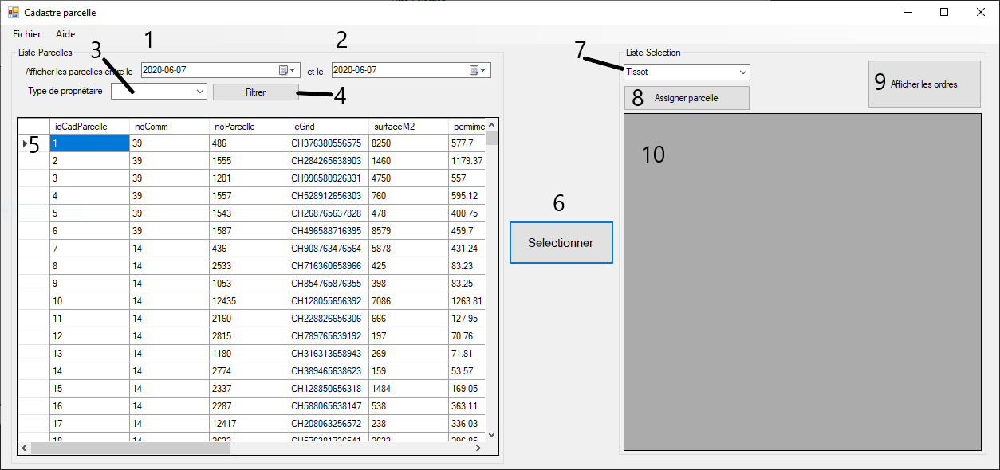 Cadastre parcelle
Fichier Aide
1 2
3 7
Liste Parcelles Liste Selection
Afficher les parcelles entre le 2020-06-07 et le 2020-06-07 Tissot
Type de propriétaire Filtrer 4
8 Assigner parcelle 9 Afficher les ordres
idCadParcelle noComm noParcelle eGrid surfaceM2 permime
5 1 39 486 CH376380556575 8250 577.7
2 39 1555 CH284265638903 1460 1179.37
3 39 1201 CH996580926331 4750 557
4 39 1557 CH528912656303 760 595.12
5 39 1543 CH268765637828 478 400.75
6 39 1587 CH496588716395 8579 459.7
7 14 436 CH908763476564 5878 431.24
8 14 2533 CH716360658966 425 83.23
9 14 1053 CH854765876355 398 83.25
10 14 12435 CH128055656392 7086 1263.81
11 14 2160 CH228826656306 666 127.95
12 14 2815 CH789765639192 197 70.76
13 14 1180 CH316313658943 269 71.81
14 14 2774 CH389465638623 159 53.57
15 14 2337 CH128850656318 1484 169.05
16 14 2287 CH588065638147 538 363.11
17 14 12417 CH208063256572 238 336.03
18 14 2633 CH576381736541 2633 296.85
6
Selectionner
10